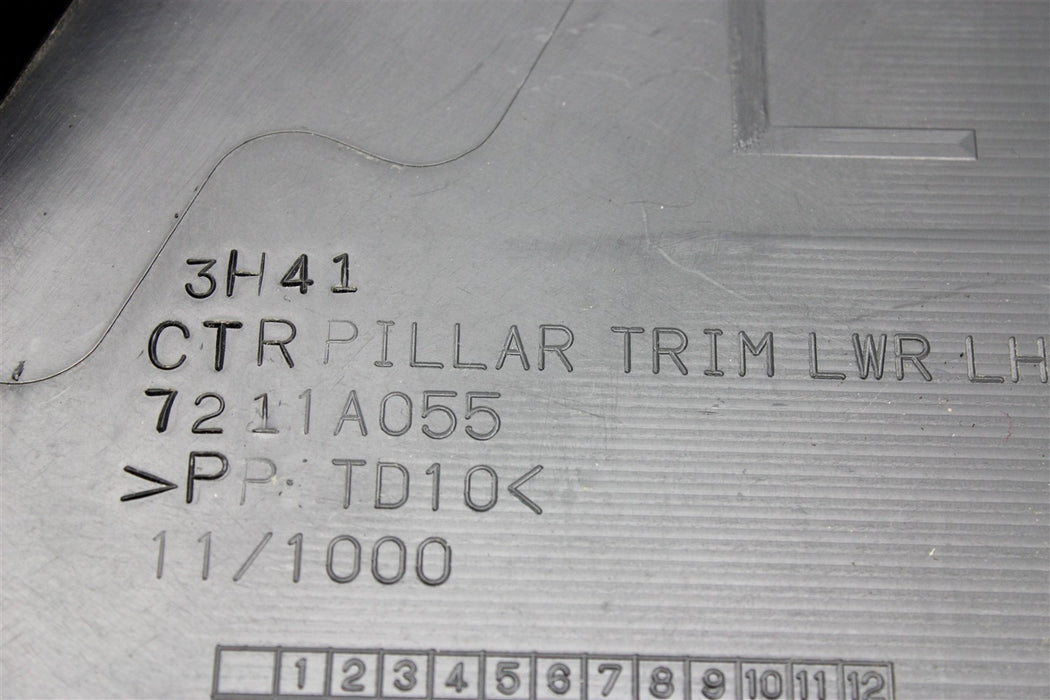 3H41
CTR PILLAR TRIM LWR LH
7211A055
>PP: TD10<
11/1000
1 2 3 4 5 6 7 8 9 10 11 12